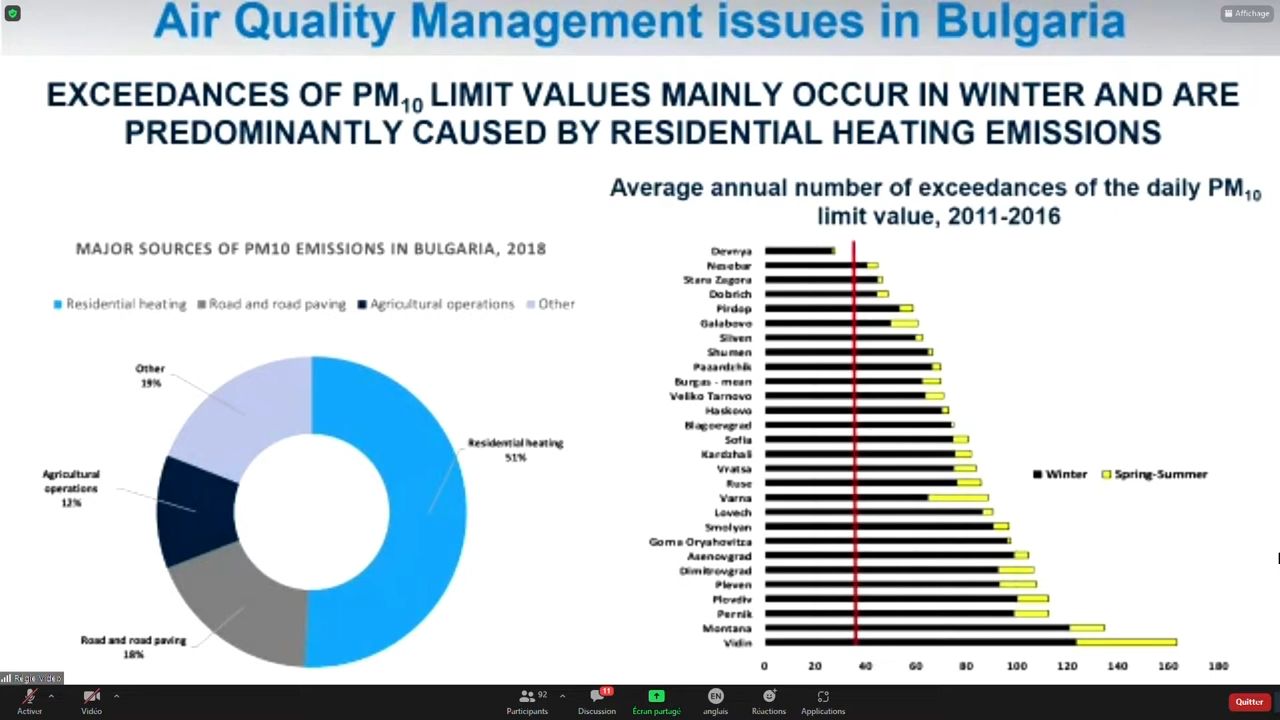 Affichage
Air Quality Management issues in Bulgaria
EXCEEDANCES OF PM10 LIMIT VALUES MAINLY OCCUR IN WINTER AND ARE
PREDOMINANTLY CAUSED BY RESIDENTIAL HEATING EMISSIONS
MAJOR SOURCES OF PM10 EMISSIONS IN BULGARIA, 2018
Residential heating Road and road paving Agricultural operations Other
Other
19%
Residential heating
51%
Agricultural
operations
12%
Road and road paving
18%
Average annual number of exceedances of the daily PM10
limit value, 2011-2016
Devnya
Nesebar
Stara Zagora
Dobrich
Pirdop
Galabovo
Sliven
Shumen
Pazardzhik
Burgas - mean
Veliko Tarnovo
Haskovo
Blagoevgrad
Sofia
Kardzhali
Vratsa
Ruse
Varna
Lovech
Smolyan
Gorna Oryahovitza
Asenovgrad
Dimitrovgrad
Pleven
Plovdiv
Pernik
Montana
Vidin
Winter Spring-Summer
0 20 40 60 80 100 120 140 160 180
Régie Vidéo
Activer
Vidéo
92
Participants
11
Discussion
Écran partagé
EN
anglais
Réactions
Applications
Quitter